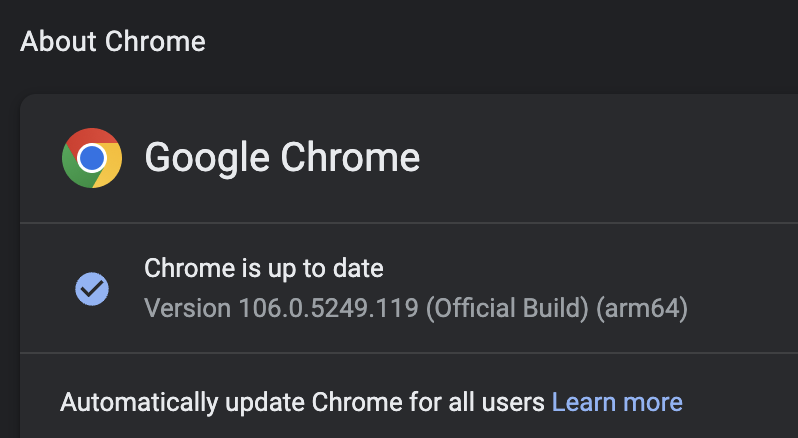 About Chrome
Google Chrome
Chrome is up to date
Version 106.0.5249.119 (Official Build) (arm64)
Automatically update Chrome for all users Learn more